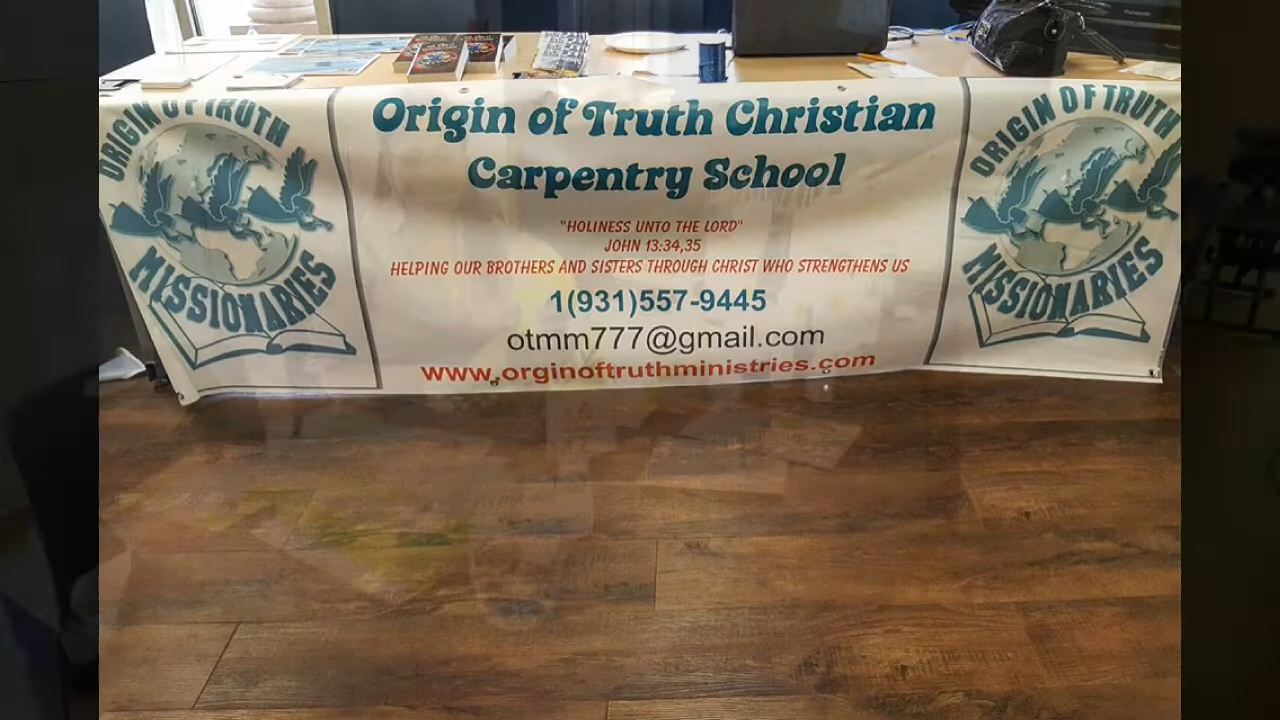 Origin of Truth Christian
Carpentry School
"HOLINESS UNTO THE LORD"
JOHN 13:34,35
HELPING OUR BROTHERS AND SISTERS THROUGH CHRIST WHO STRENGTHENS US
1(931)557-9445
otmm777@gmail.com
www.orginoftruthministries.com
ORIGIN OF TRUTH
MISSIONARIES
ORIGIN OF TRUTH
MISSIONARIES